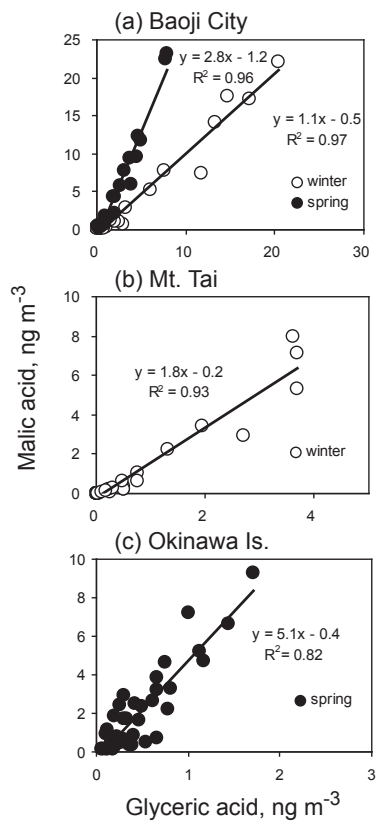 (a) Baoji City
25
20
15
10
5
0
y = 2.8x - 1.2
R² = 0.96
y = 1.1x - 0.5
R² = 0.97
winter
spring
0 10 20 30
(b) Mt. Tai
10
8
6
4
2
0
y = 1.8x - 0.2
R² = 0.93
winter
0 2 4
Malic acid, ng m⁻³
(c) Okinawa Is.
10
8
6
4
2
0
y = 5.1x - 0.4
R²= 0.82
spring
0 1 2 3
Glyceric acid, ng m⁻³